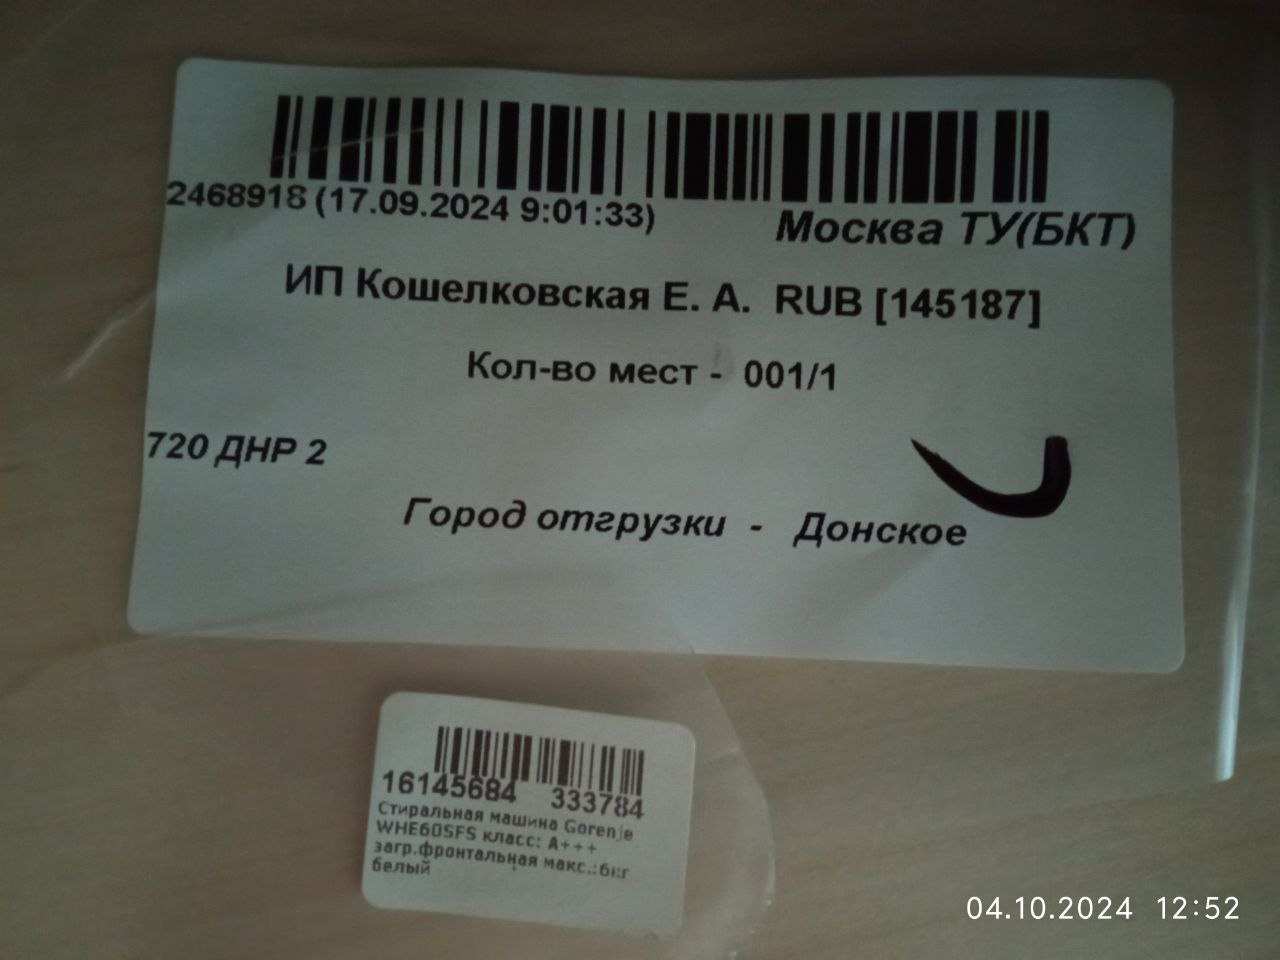 2468918 (17.09.2024 9:01:33)
Москва ТУ(БКТ)
ИП Кошелковская Е. А. RUB [145187]
Кол-во мест - 001/1
720 ДНР 2
Город отгрузки - Донское
16145684 333784
Стиральная машина Gorenje
WHE60SFS класс: A+++
загр.фронтальная макс.:6кг
белый
04.10.2024 12:52